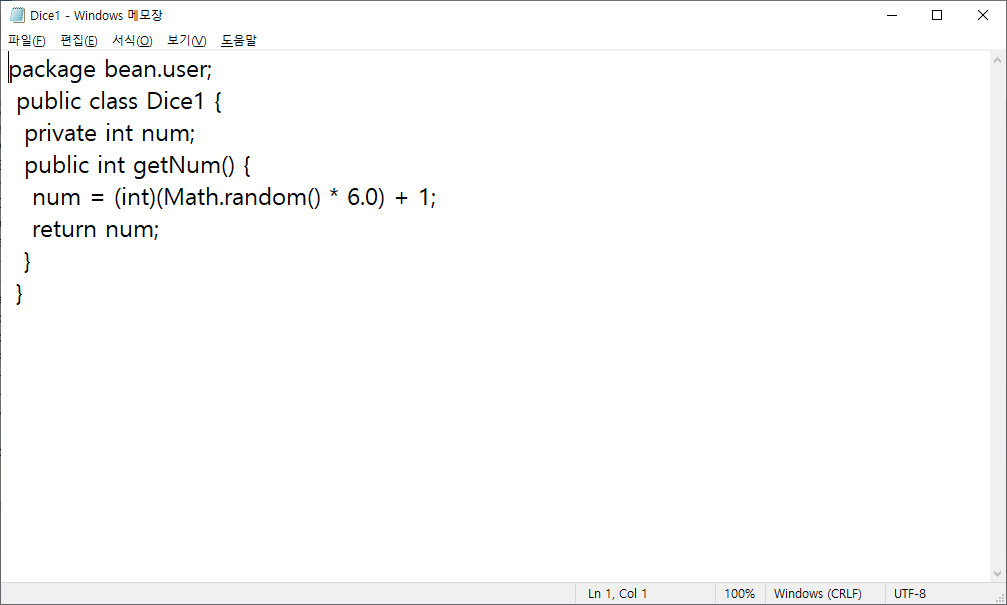 Dice1 - Windows 메모장
파일(F) 편집(E) 서식(O) 보기(V) 도움말
package bean.user;
public class Dice1 {
private int num;
public int getNum() {
num = (int)(Math.random() * 6.0) + 1;
return num;
}
}
Ln 1, Col 1 100% Windows (CRLF) UTF-8